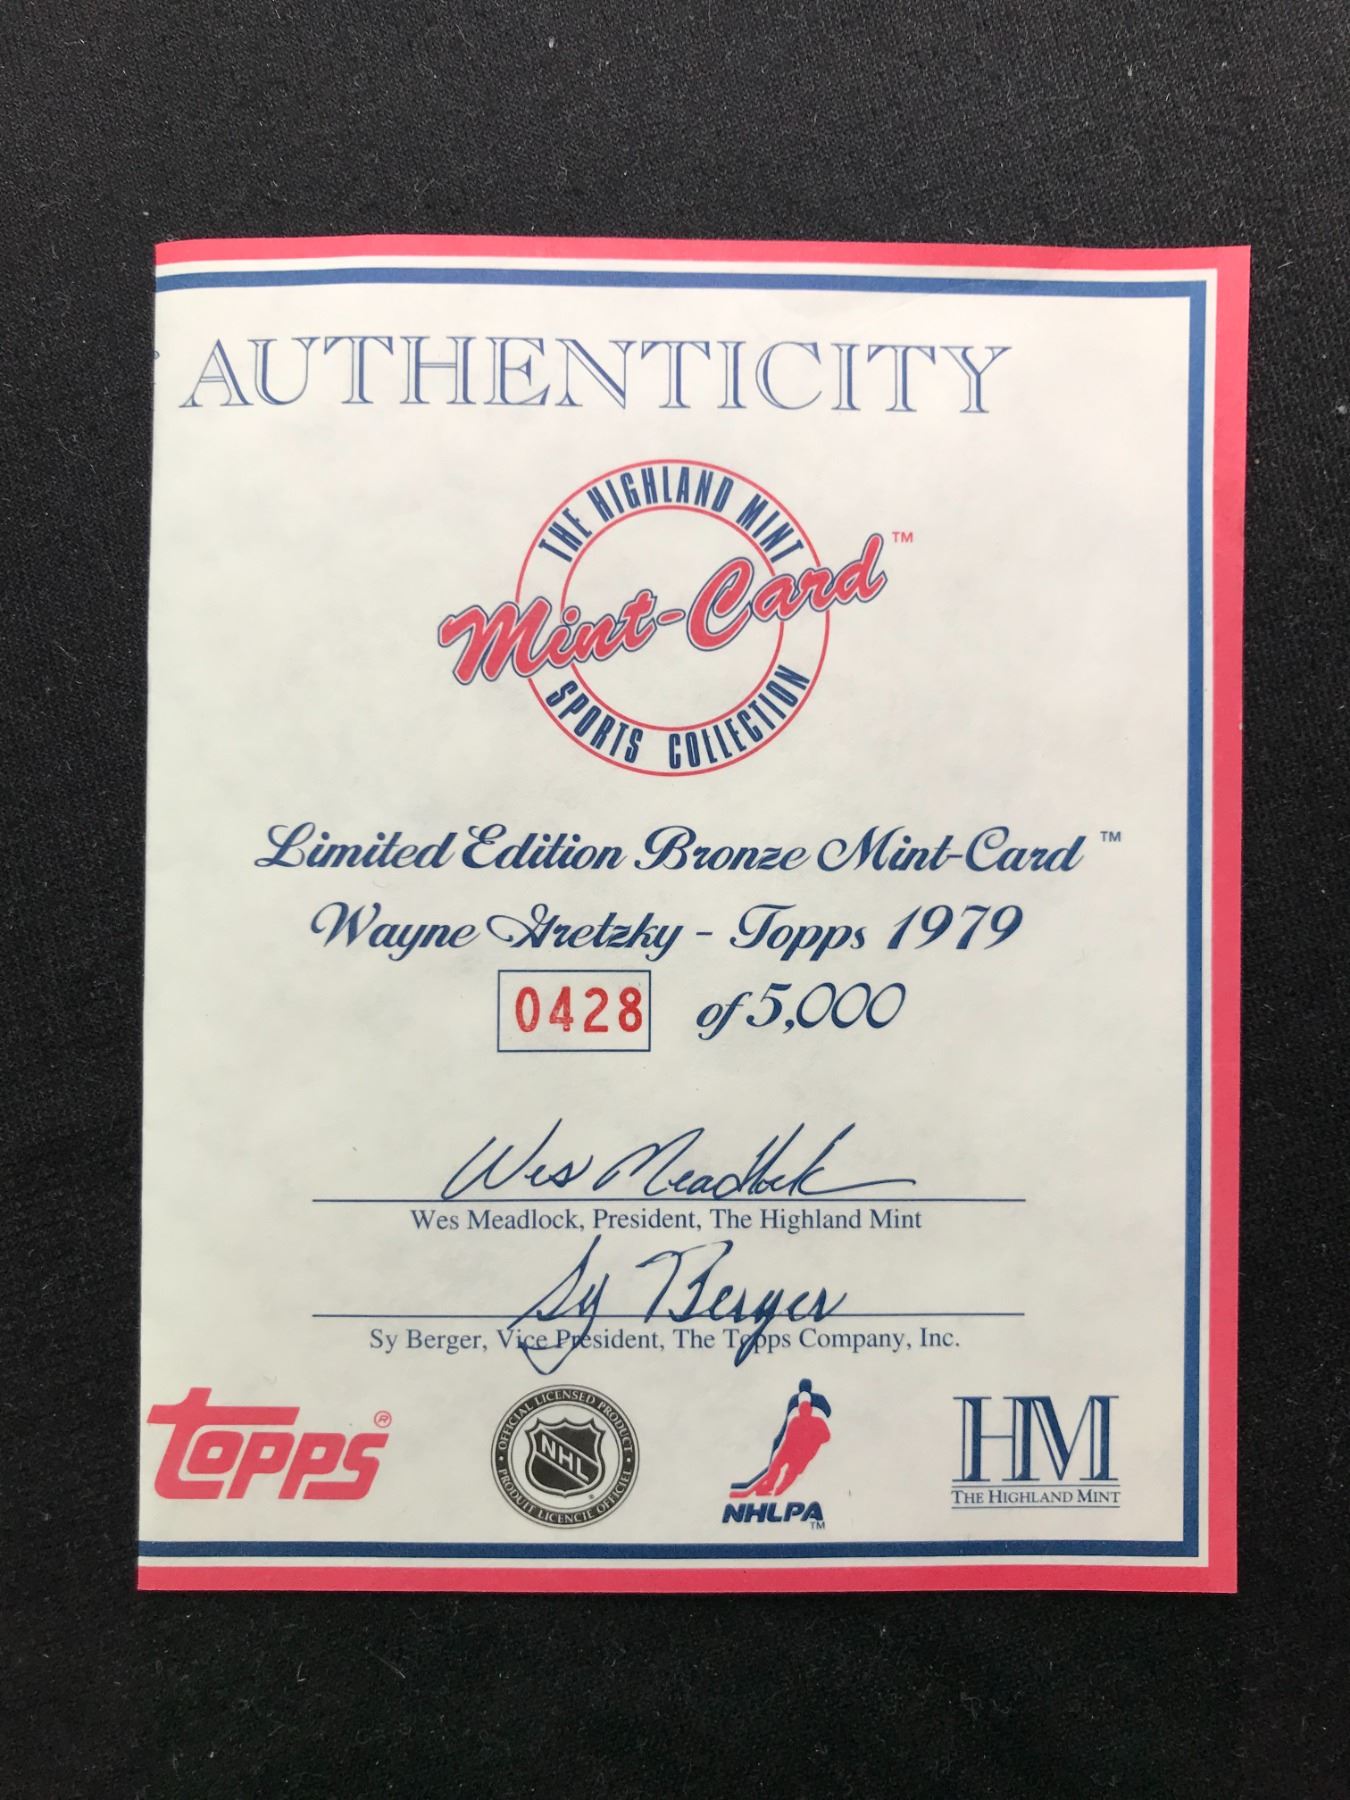 AUTHENTICITY
THE HIGHLAND MINT
Mint-Card™
SPORTS COLLECTION
Limited Edition Bronze Mint-Card™
Wayne Gretzky - Topps 1979
0428 of 5,000
Wes Meadlock
Wes Meadlock, President, The Highland Mint
Sy Berger
Sy Berger, Vice President, The Topps Company, Inc.
TOPPS®
OFFICIAL LICENSED PRODUCT
NHL
PRODUIT LICENCIE OFFICIEL
NHLPA™
HM
THE HIGHLAND MINT